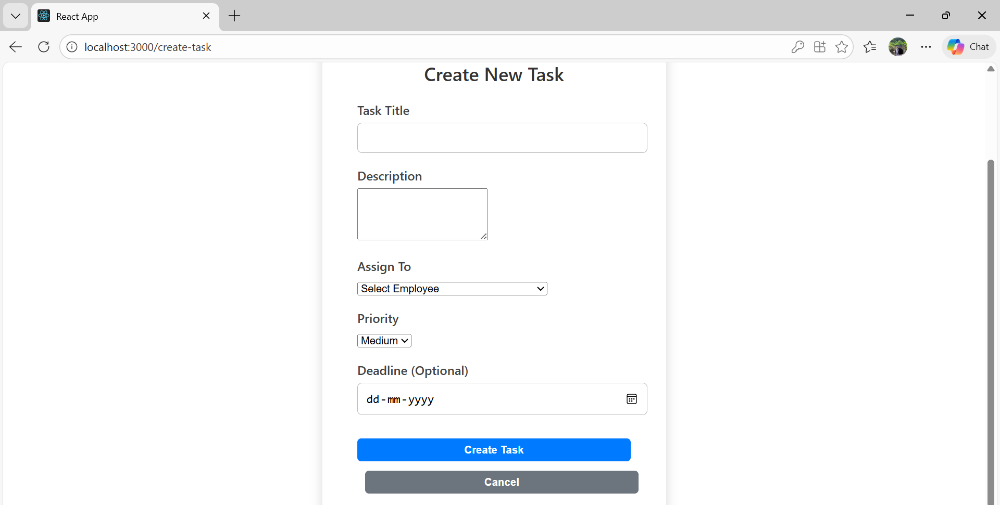 React App
localhost:3000/create-task
Chat
Create New Task
Task Title
Description
Assign To
Select Employee
Priority
Medium
Deadline (Optional)
dd-mm-yyyy
Create Task
Cancel